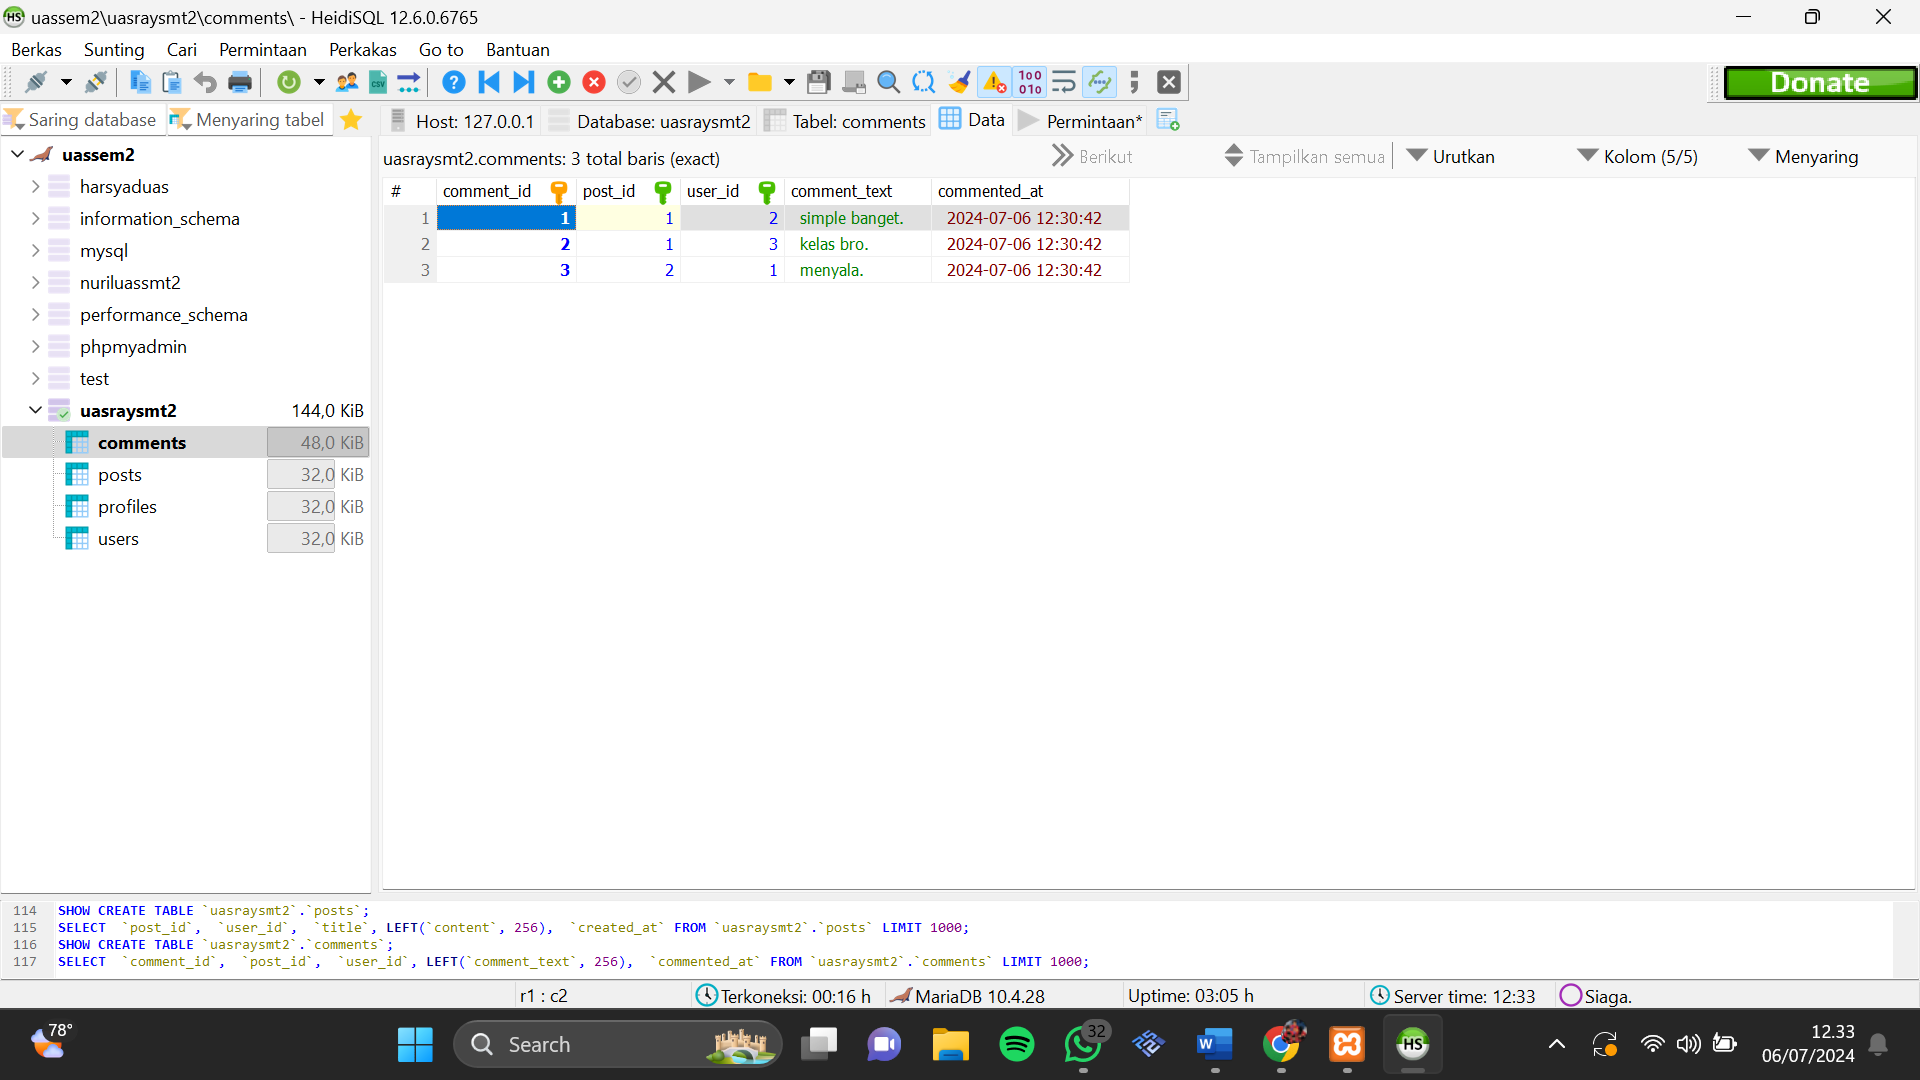 uassem2\uasraysmt2\comments\ - HeidiSQL 12.6.0.6765
Berkas Sunting Cari Permintaan Perkakas Go to Bantuan
Donate
Saring database Menyaring tabel Host: 127.0.0.1 Database: uasraysmt2 Tabel: comments Data Permintaan*
uasraysmt2.comments: 3 total baris (exact) Berikut Tampilkan semua Urutkan Kolom (5/5) Menyaring
# comment_id post_id user_id comment_text commented_at
1 1 1 2 simple banget. 2024-07-06 12:30:42
2 2 1 3 kelas bro. 2024-07-06 12:30:42
3 3 2 1 menyala. 2024-07-06 12:30:42
uassem2
harsyaduas
information_schema
mysql
nuriluassmt2
performance_schema
phpmyadmin
test
uasraysmt2 144,0 KiB
comments 48,0 KiB
posts 32,0 KiB
profiles 32,0 KiB
users 32,0 KiB
114 SHOW CREATE TABLE `uasraysmt2`.`posts`;
115 SELECT `post_id`, `user_id`, `title`, LEFT(`content`, 256), `created_at` FROM `uasraysmt2`.`posts` LIMIT 1000;
116 SHOW CREATE TABLE `uasraysmt2`.`comments`;
117 SELECT `comment_id`, `post_id`, `user_id`, LEFT(`comment_text`, 256), `commented_at` FROM `uasraysmt2`.`comments` LIMIT 1000;
r1 : c2 Terkoneksi: 00:16 h MariaDB 10.4.28 Uptime: 03:05 h Server time: 12:33 Siaga.
78° Search 32 12.33
06/07/2024